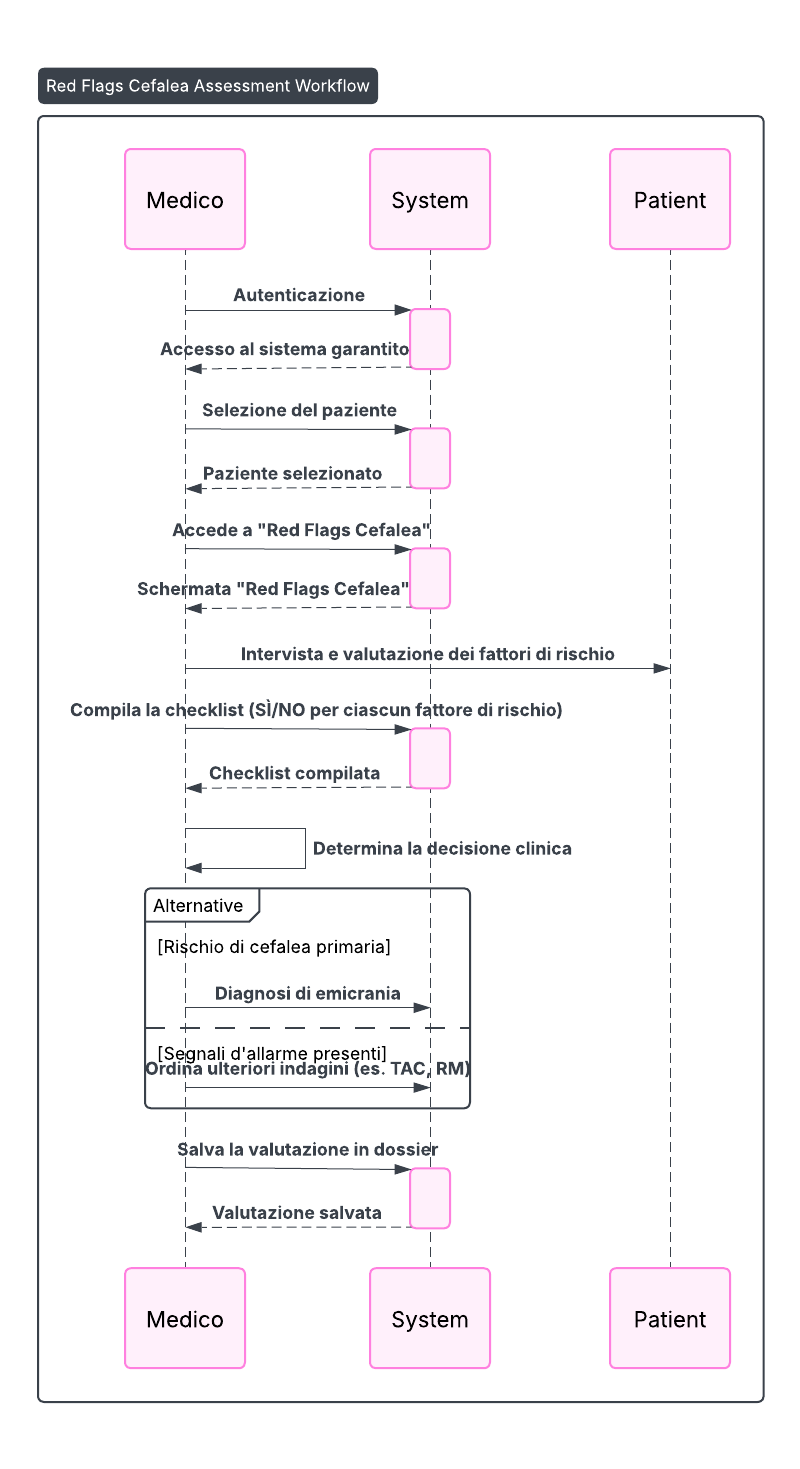 Red Flags Cefalea Assessment Workflow
Medico
System
Patient
Autenticazione
Accesso al sistema garantito
Selezione del paziente
Paziente selezionato
Accede a "Red Flags Cefalea"
Schermata "Red Flags Cefalea"
Intervista e valutazione dei fattori di rischio
Compila la checklist (SÌ/NO per ciascun fattore di rischio)
Checklist compilata
Determina la decisione clinica
Alternative
[Rischio di cefalea primaria]
Diagnosi di emicrania
[Segnali d'allarme presenti]
Ordina ulteriori indagini (es. TAC, RM)
Salva la valutazione in dossier
Valutazione salvata
Medico
System
Patient